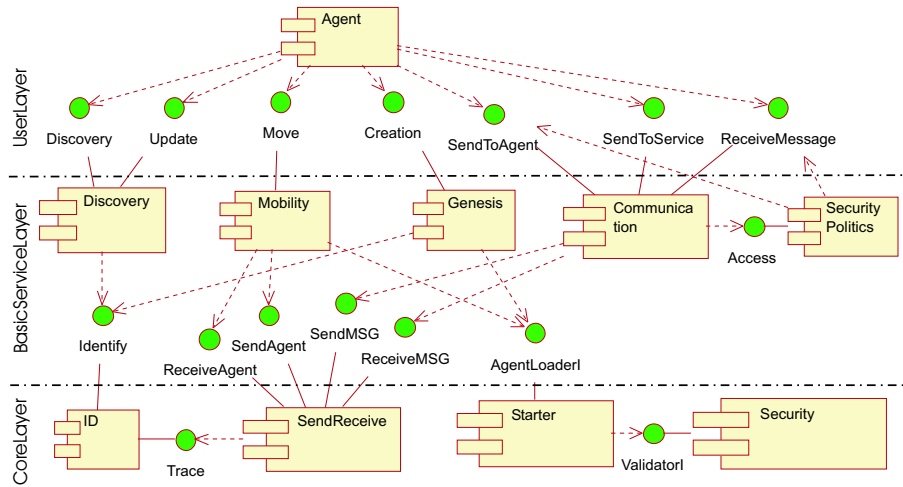 Agent
UserLayer
Discovery
Update
Move
Creation
SendToAgent
SendToService
ReceiveMessage
BasicServiceLayer
Discovery
Mobility
Genesis
Communica
tion
Security
Politics
Access
Identify
ReceiveAgent
SendAgent
SendMSG
ReceiveMSG
AgentLoaderI
CoreLayer
ID
SendReceive
Starter
Security
Trace
ValidatorI